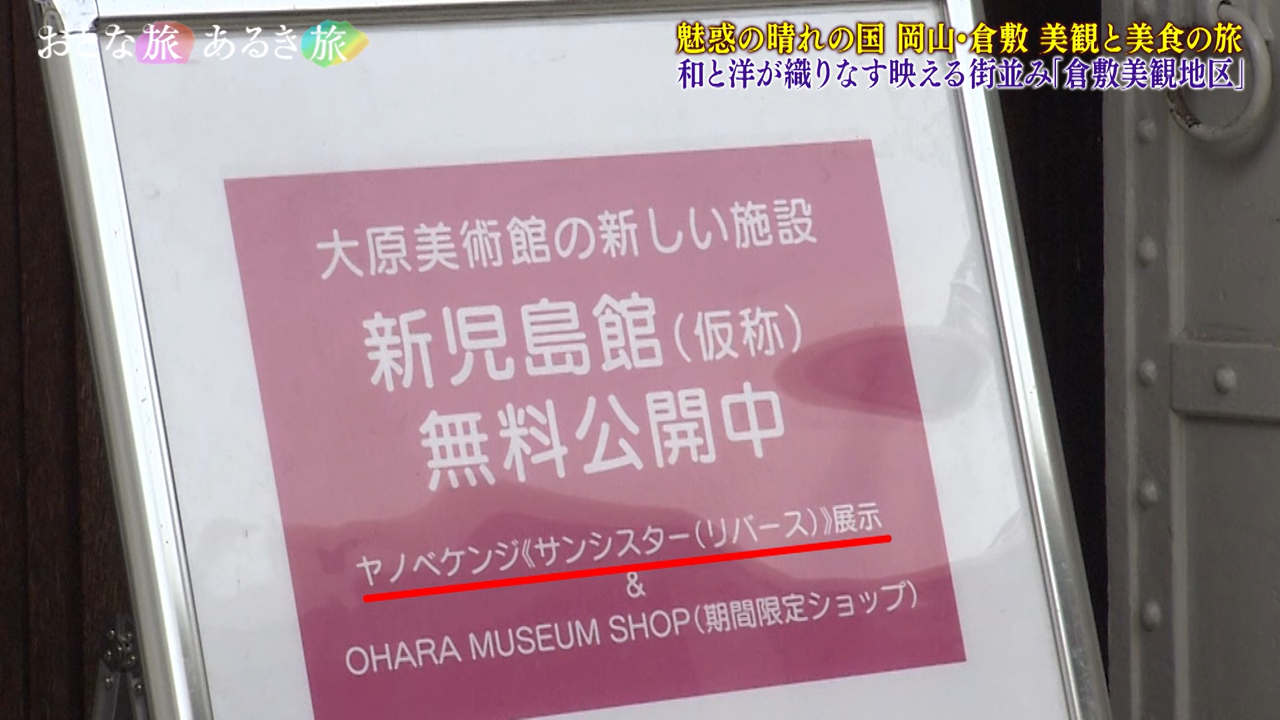 おとな旅あるき旅
魅惑の晴れの国 岡山・倉敷 美観と美食の旅
和と洋が織りなす映える街並み「倉敷美観地区」
大原美術館の新しい施設
新児島館(仮称)
無料公開中
ヤノベケンジ《サンシスター(リバース)》展示
&
OHARA MUSEUM SHOP(期間限定ショップ)